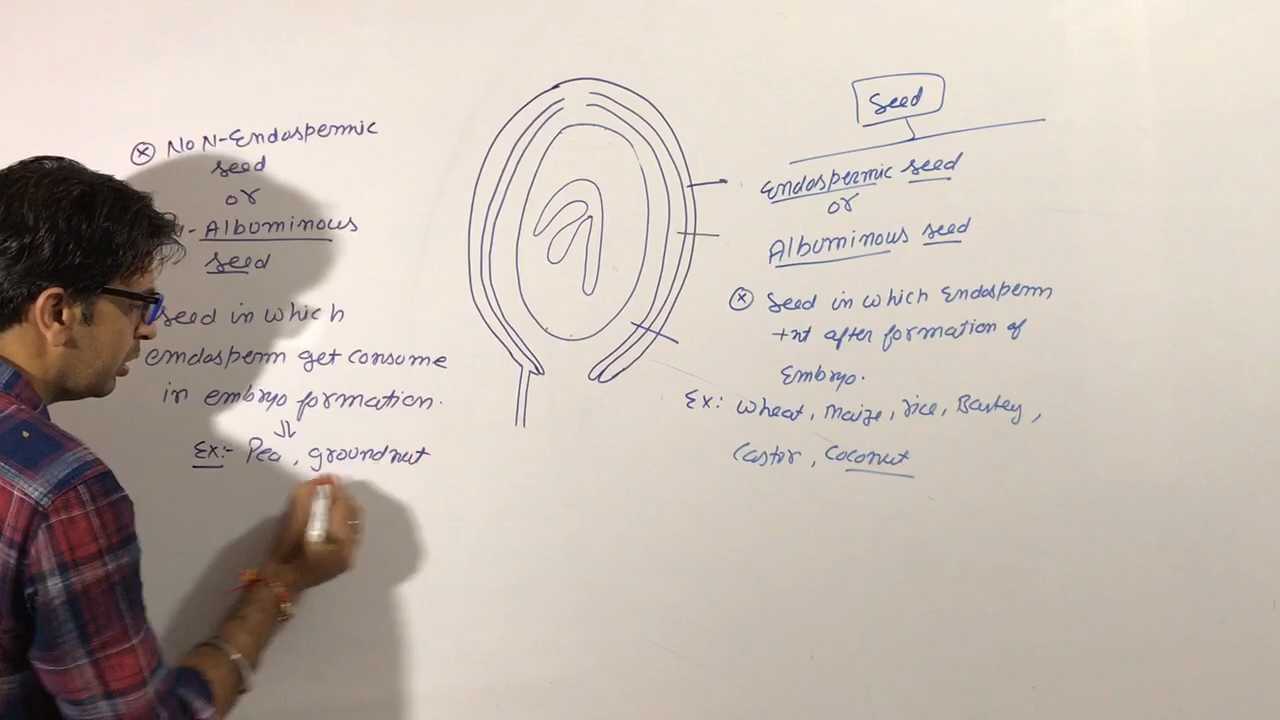 Seed
Endospermic seed
or
Albuminous seed
ⓧ Seed in which Endosperm
+nt after formation of
Embryo.
Ex: Wheat, Maize, rice, Barley,
Castor, Coconut
ⓧ NoN-Endospermic
seed
or
- Albuminous
seed
Seed in which
endosperm get consume
in embryo formation.
⇓
Ex:- Pea, groundnut